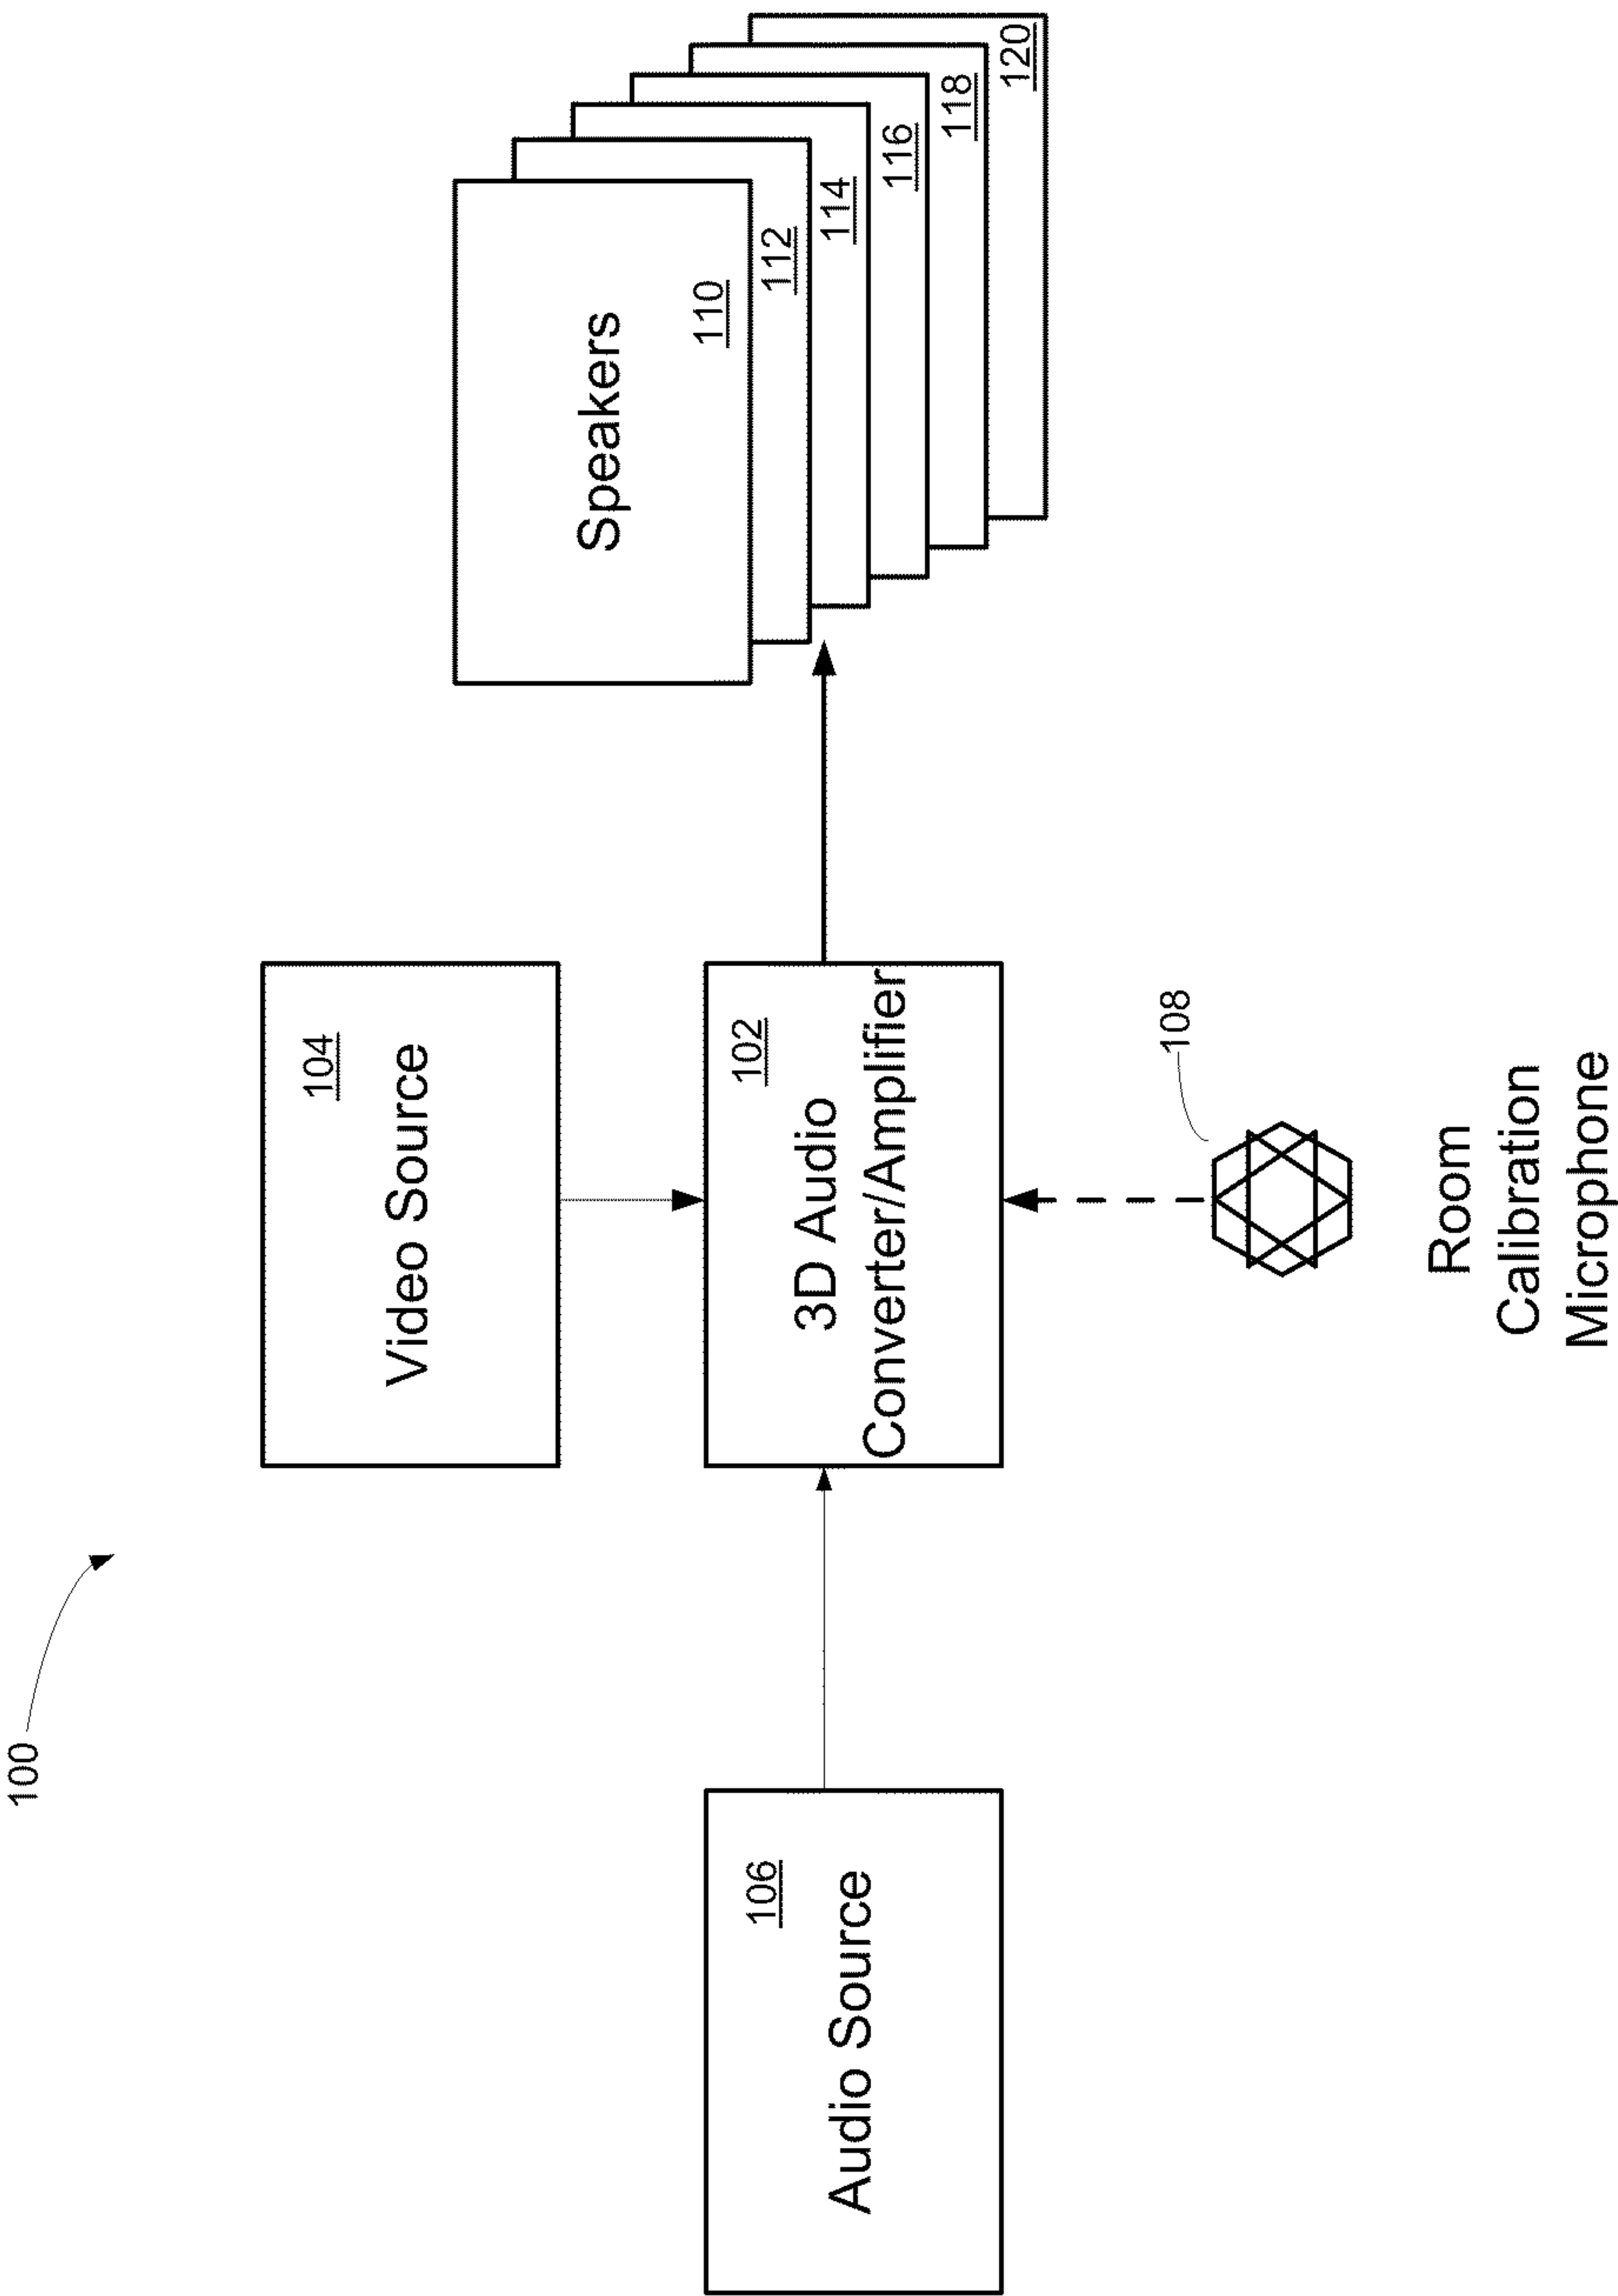 100
104
Video Source
106
Audio Source
102
3D Audio
Converter/Amplifier
Speakers
110
112
114
116
118
120
108
Room
Calibration
Microphone